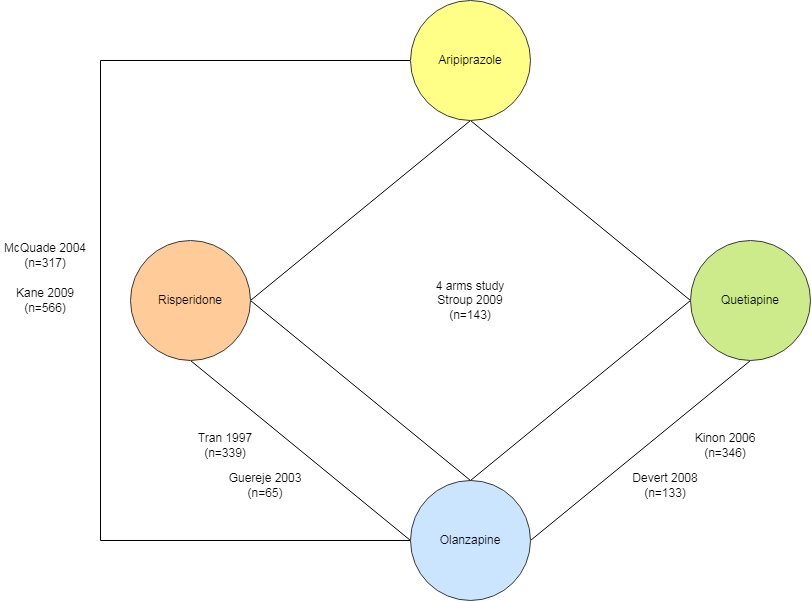 Aripiprazole
McQuade 2004
(n=317)
Kane 2009
(n=566)
Risperidone
4 arms study
Stroup 2009
(n=143)
Quetiapine
Tran 1997
(n=339)
Guereje 2003
(n=65)
Kinon 2006
(n=346)
Devert 2008
(n=133)
Olanzapine